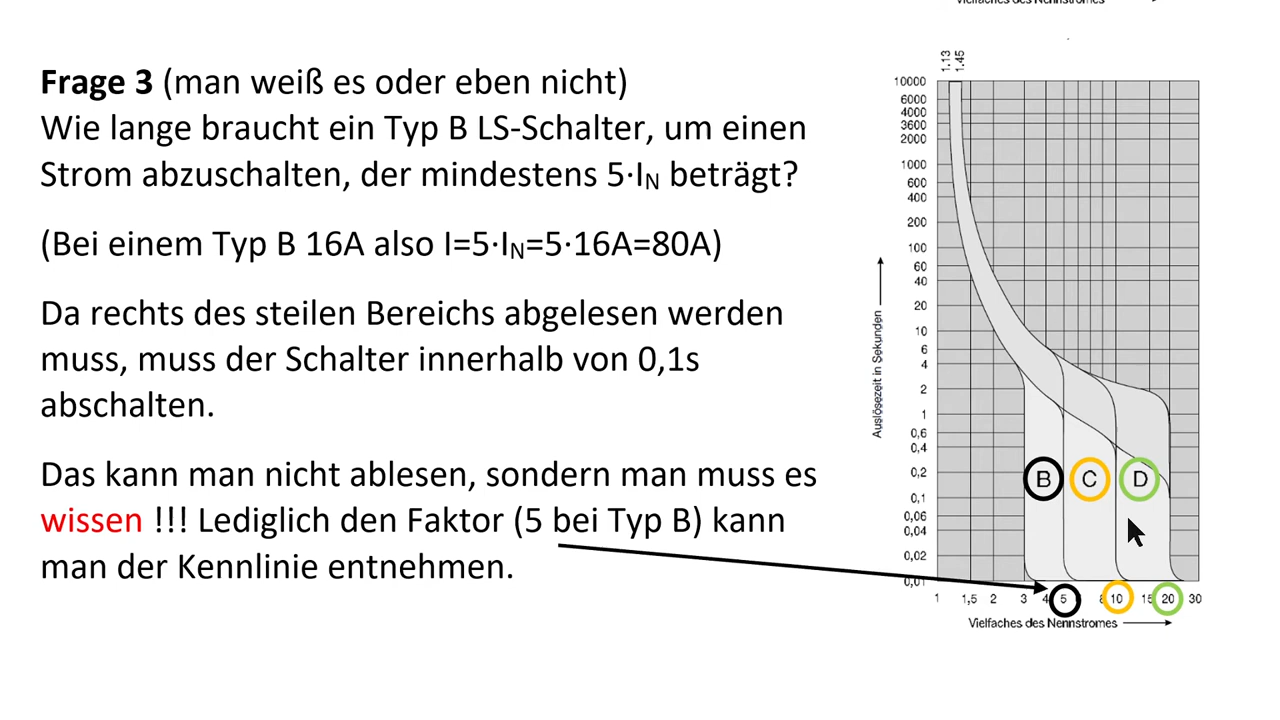 Vielfaches des Nennstromes
Frage 3 (man weiß es oder eben nicht)
Wie lange braucht ein Typ B LS-Schalter, um einen
Strom abzuschalten, der mindestens 5·IN beträgt?
(Bei einem Typ B 16A also I=5·IN=5·16A=80A)
Da rechts des steilen Bereichs abgelesen werden
muss, muss der Schalter innerhalb von 0,1s
abschalten.
Das kann man nicht ablesen, sondern man muss es
wissen !!! Lediglich den Faktor (5 bei Typ B) kann
man der Kennlinie entnehmen.
1.13 1.45
10000
6000
4000
3600
2000
1000
600
400
200
100
60
40
20
10
6
4
2
1
0,6
0,4
0,2
0,1
0,06
0,04
0,02
0,01
Auslösezeit in Sekunden
B C D
1 1,5 2 3 4 5 8 10 15 20 30
Vielfaches des Nennstromes